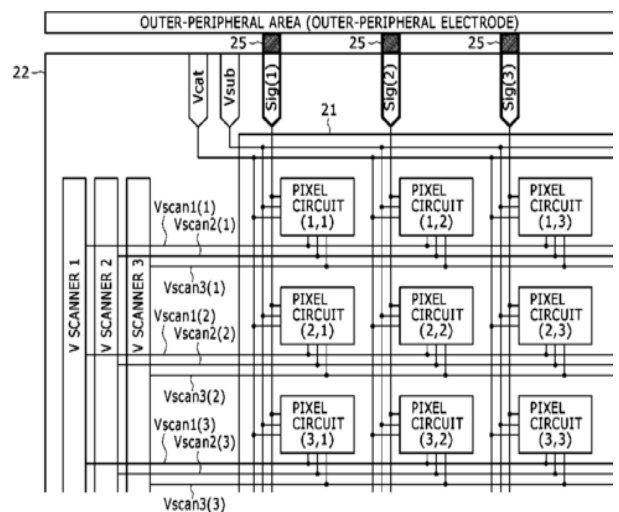 OUTER-PERIPHERAL AREA (OUTER-PERIPHERAL ELECTRODE)
25
25
25
22
Vcat
Vsub
Sig(1)
Sig(2)
Sig(3)
21
V SCANNER 1
V SCANNER 2
V SCANNER 3
Vscan1(1)
Vscan2(1)
Vscan3(1)
PIXEL
CIRCUIT
(1,1)
PIXEL
CIRCUIT
(1,2)
PIXEL
CIRCUIT
(1,3)
Vscan1(2)
Vscan2(2)
Vscan3(2)
PIXEL
CIRCUIT
(2,1)
PIXEL
CIRCUIT
(2,2)
PIXEL
CIRCUIT
(2,3)
Vscan1(3)
Vscan2(3)
Vscan3(3)
PIXEL
CIRCUIT
(3,1)
PIXEL
CIRCUIT
(3,2)
PIXEL
CIRCUIT
(3,3)